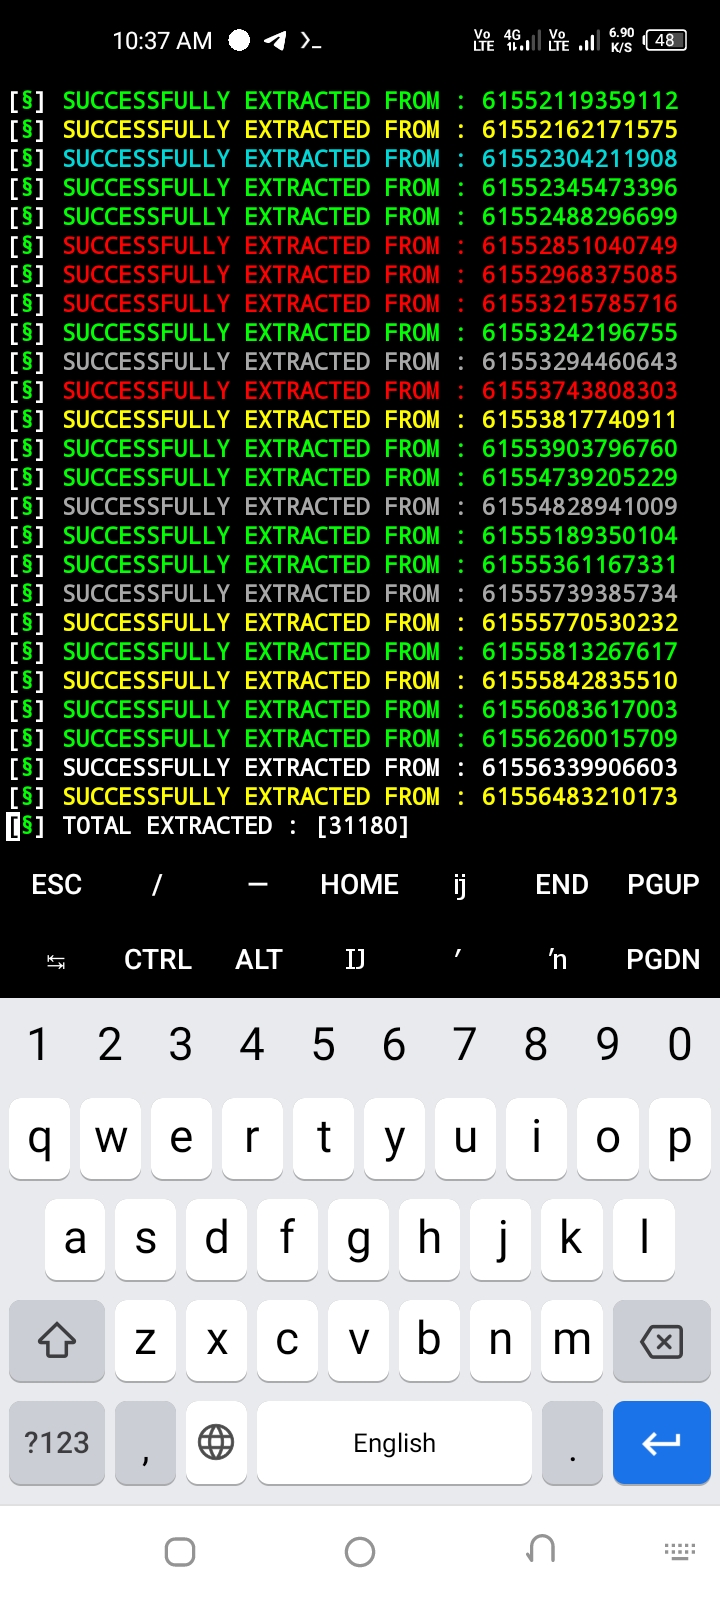 10:37 AM Vo LTE 4G Vo LTE 6.90 K/S 48
[§] SUCCESSFULLY EXTRACTED FROM : 61552119359112
[§] SUCCESSFULLY EXTRACTED FROM : 61552162171575
[§] SUCCESSFULLY EXTRACTED FROM : 61552304211908
[§] SUCCESSFULLY EXTRACTED FROM : 61552345473396
[§] SUCCESSFULLY EXTRACTED FROM : 61552488296699
[§] SUCCESSFULLY EXTRACTED FROM : 61552851040749
[§] SUCCESSFULLY EXTRACTED FROM : 61552968375085
[§] SUCCESSFULLY EXTRACTED FROM : 61553215785716
[§] SUCCESSFULLY EXTRACTED FROM : 61553242196755
[§] SUCCESSFULLY EXTRACTED FROM : 61553294460643
[§] SUCCESSFULLY EXTRACTED FROM : 61553743808303
[§] SUCCESSFULLY EXTRACTED FROM : 61553817740911
[§] SUCCESSFULLY EXTRACTED FROM : 61553903796760
[§] SUCCESSFULLY EXTRACTED FROM : 61554739205229
[§] SUCCESSFULLY EXTRACTED FROM : 61554828941009
[§] SUCCESSFULLY EXTRACTED FROM : 61555189350104
[§] SUCCESSFULLY EXTRACTED FROM : 61555361167331
[§] SUCCESSFULLY EXTRACTED FROM : 61555739385734
[§] SUCCESSFULLY EXTRACTED FROM : 61555770530232
[§] SUCCESSFULLY EXTRACTED FROM : 61555813267617
[§] SUCCESSFULLY EXTRACTED FROM : 61555842835510
[§] SUCCESSFULLY EXTRACTED FROM : 61556083617003
[§] SUCCESSFULLY EXTRACTED FROM : 61556260015709
[§] SUCCESSFULLY EXTRACTED FROM : 61556339906603
[§] SUCCESSFULLY EXTRACTED FROM : 61556483210173
[§] TOTAL EXTRACTED : [31180]
ESC / — HOME ĳ END PGUP
↹ CTRL ALT Ĳ ′ ŉ PGDN
1 2 3 4 5 6 7 8 9 0
q w e r t y u i o p
a s d f g h j k l
z x c v b n m
?123 , English .